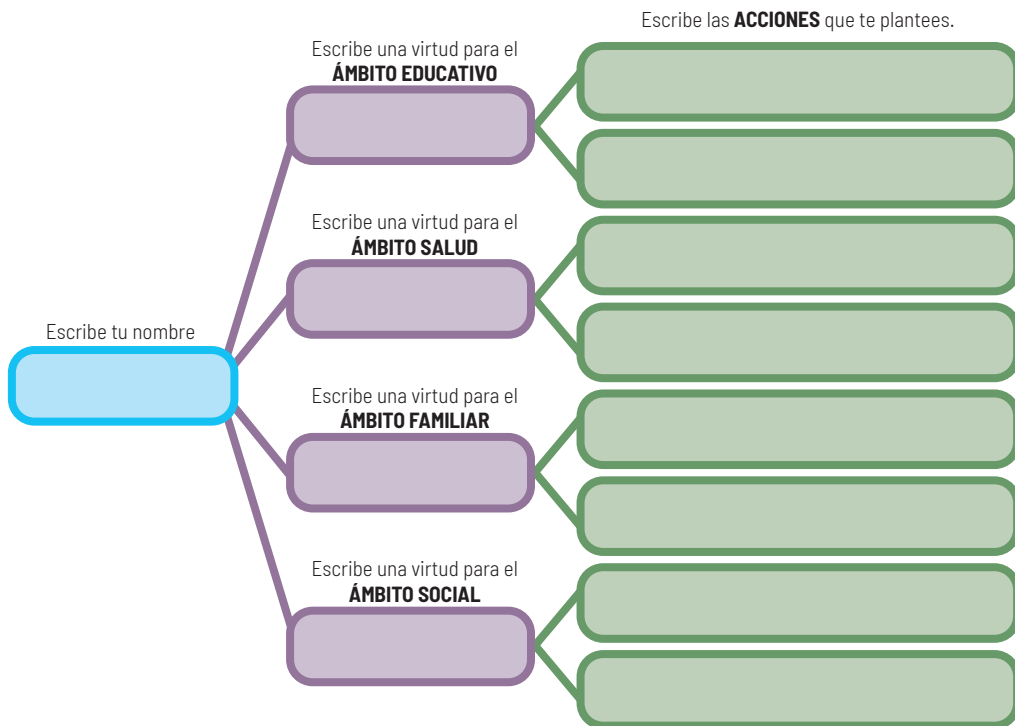 Escribe las ACCIONES que te plantees.
Escribe una virtud para el
ÁMBITO EDUCATIVO
Escribe una virtud para el
ÁMBITO SALUD
Escribe tu nombre
Escribe una virtud para el
ÁMBITO FAMILIAR
Escribe una virtud para el
ÁMBITO SOCIAL